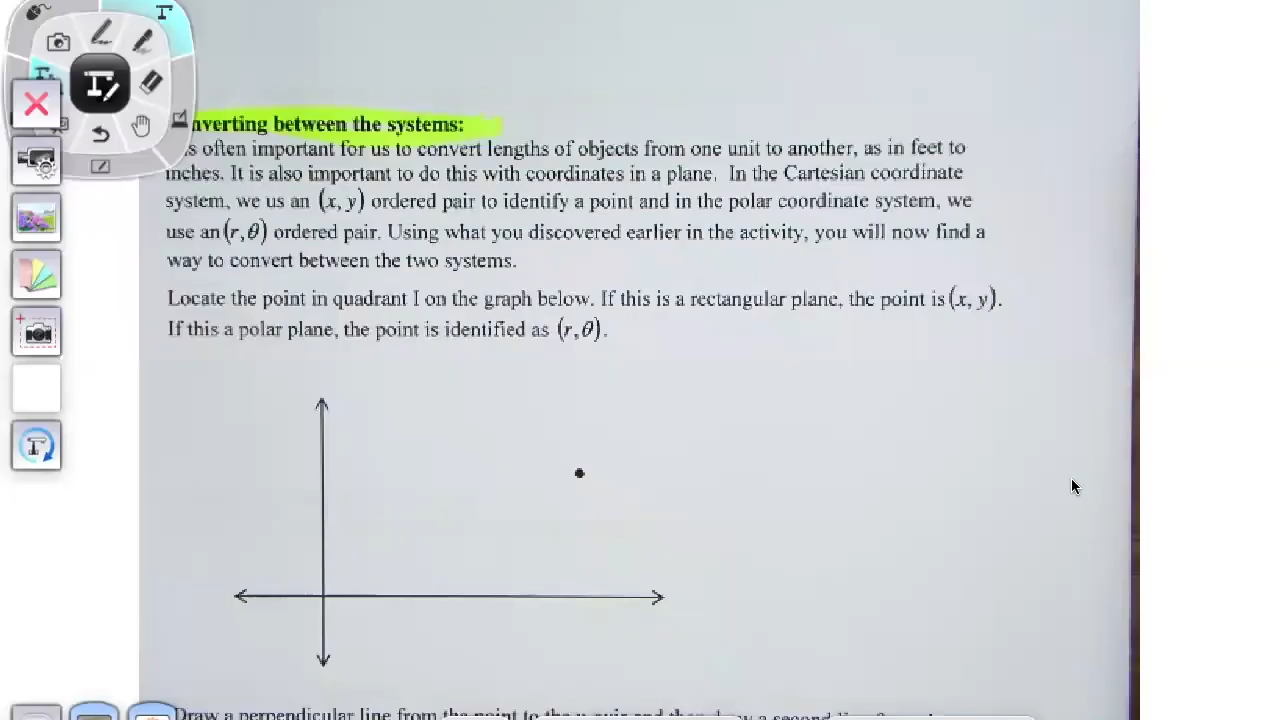 nverting between the systems:
s often important for us to convert lengths of objects from one unit to another, as in feet to
inches. It is also important to do this with coordinates in a plane. In the Cartesian coordinate
system, we us an (x, y) ordered pair to identify a point and in the polar coordinate system, we
use an (r, θ) ordered pair. Using what you discovered earlier in the activity, you will now find a
way to convert between the two systems.
Locate the point in quadrant I on the graph below. If this is a rectangular plane, the point is (x, y).
If this a polar plane, the point is identified as (r, θ).
Draw a perpendicular line from the point to the